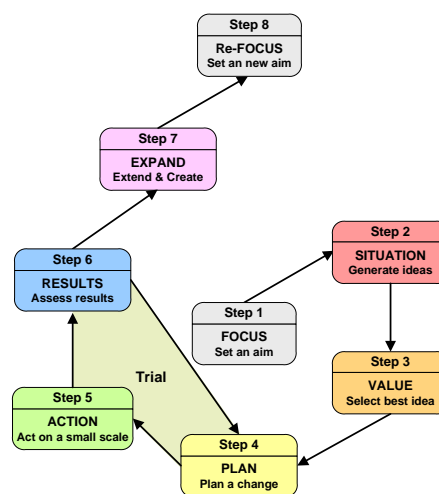 Step 8
Re-FOCUS
Set an new aim
Step 7
EXPAND
Extend & Create
Step 6
RESULTS
Assess results
Step 2
SITUATION
Generate ideas
Step 1
FOCUS
Set an aim
Step 3
VALUE
Select best idea
Trial
Step 5
ACTION
Act on a small scale
Step 4
PLAN
Plan a change